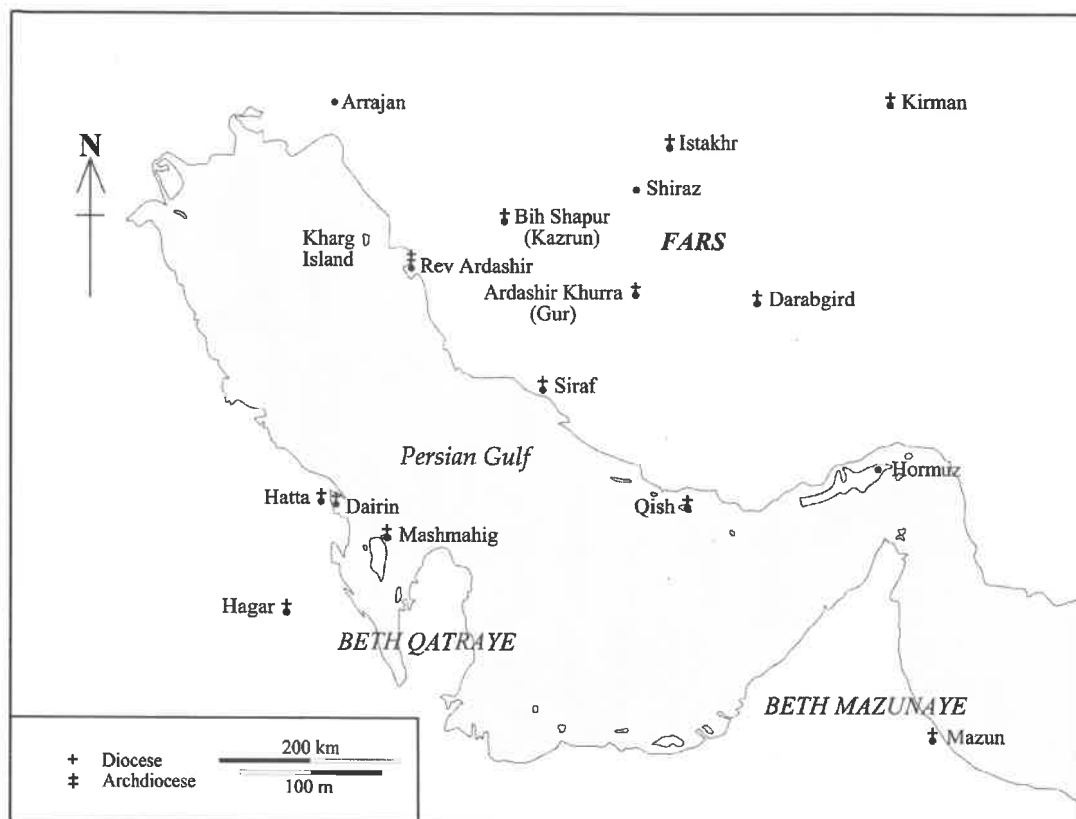 Arrajan
Kirman
N
Istakhr
Shiraz
Bih Shapur
(Kazrun)
FARS
Kharg
Island
Rev Ardashir
Ardashir Khurra
(Gur)
Darabgird
Siraf
Persian Gulf
Hormuz
Hatta
Dairin
Qish
Mashmahig
Hagar
BETH QATRAYE
BETH MAZUNAYE
Mazun
Diocese
Archdiocese
200 km
100 m